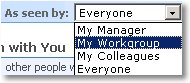 As seen by: Everyone
My Manager
My Workgroup
n with You My Colleagues
other people w Everyone